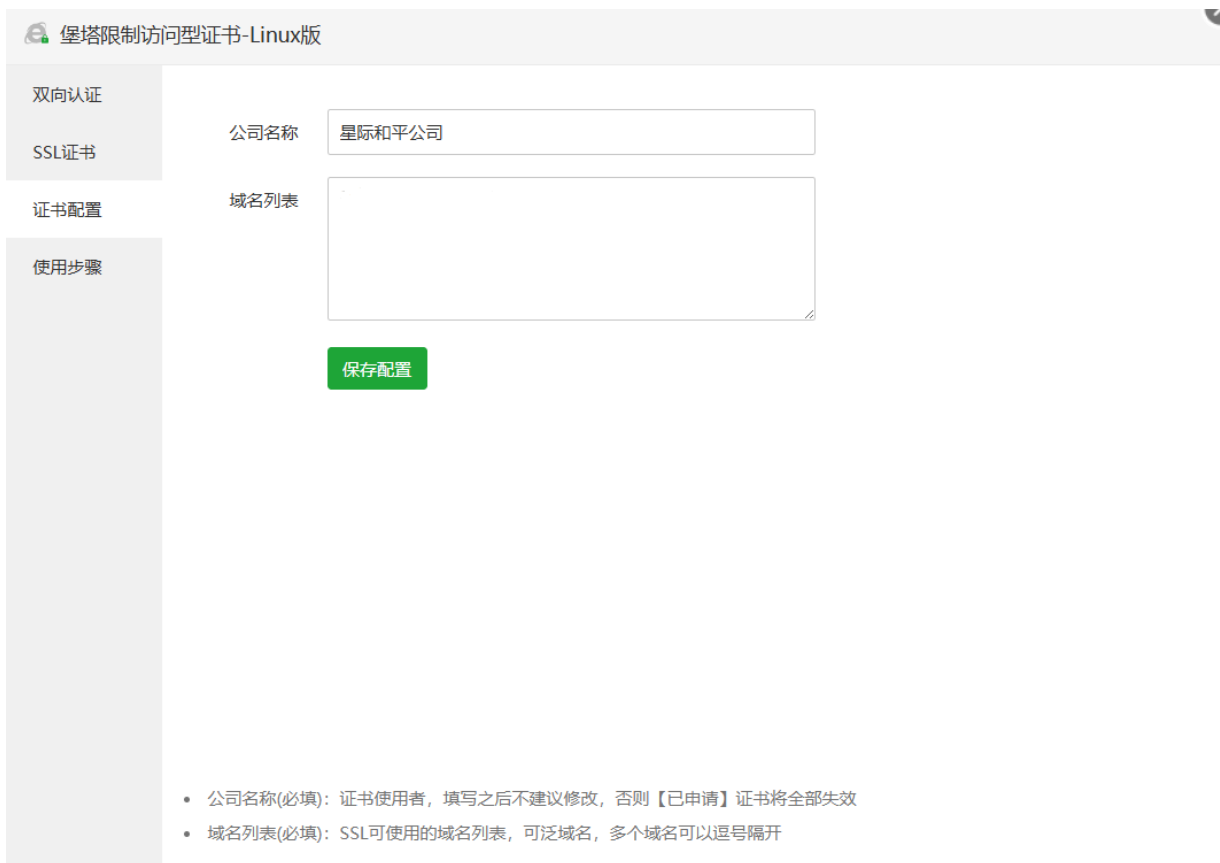 堡塔限制访问型证书-Linux版
双向认证
SSL证书
证书配置
使用步骤
公司名称
星际和平公司
域名列表
保存配置
公司名称(必填)：证书使用者，填写之后不建议修改，否则【已申请】证书将全部失效
域名列表(必填)：SSL可使用的域名列表，可泛域名，多个域名可以逗号隔开